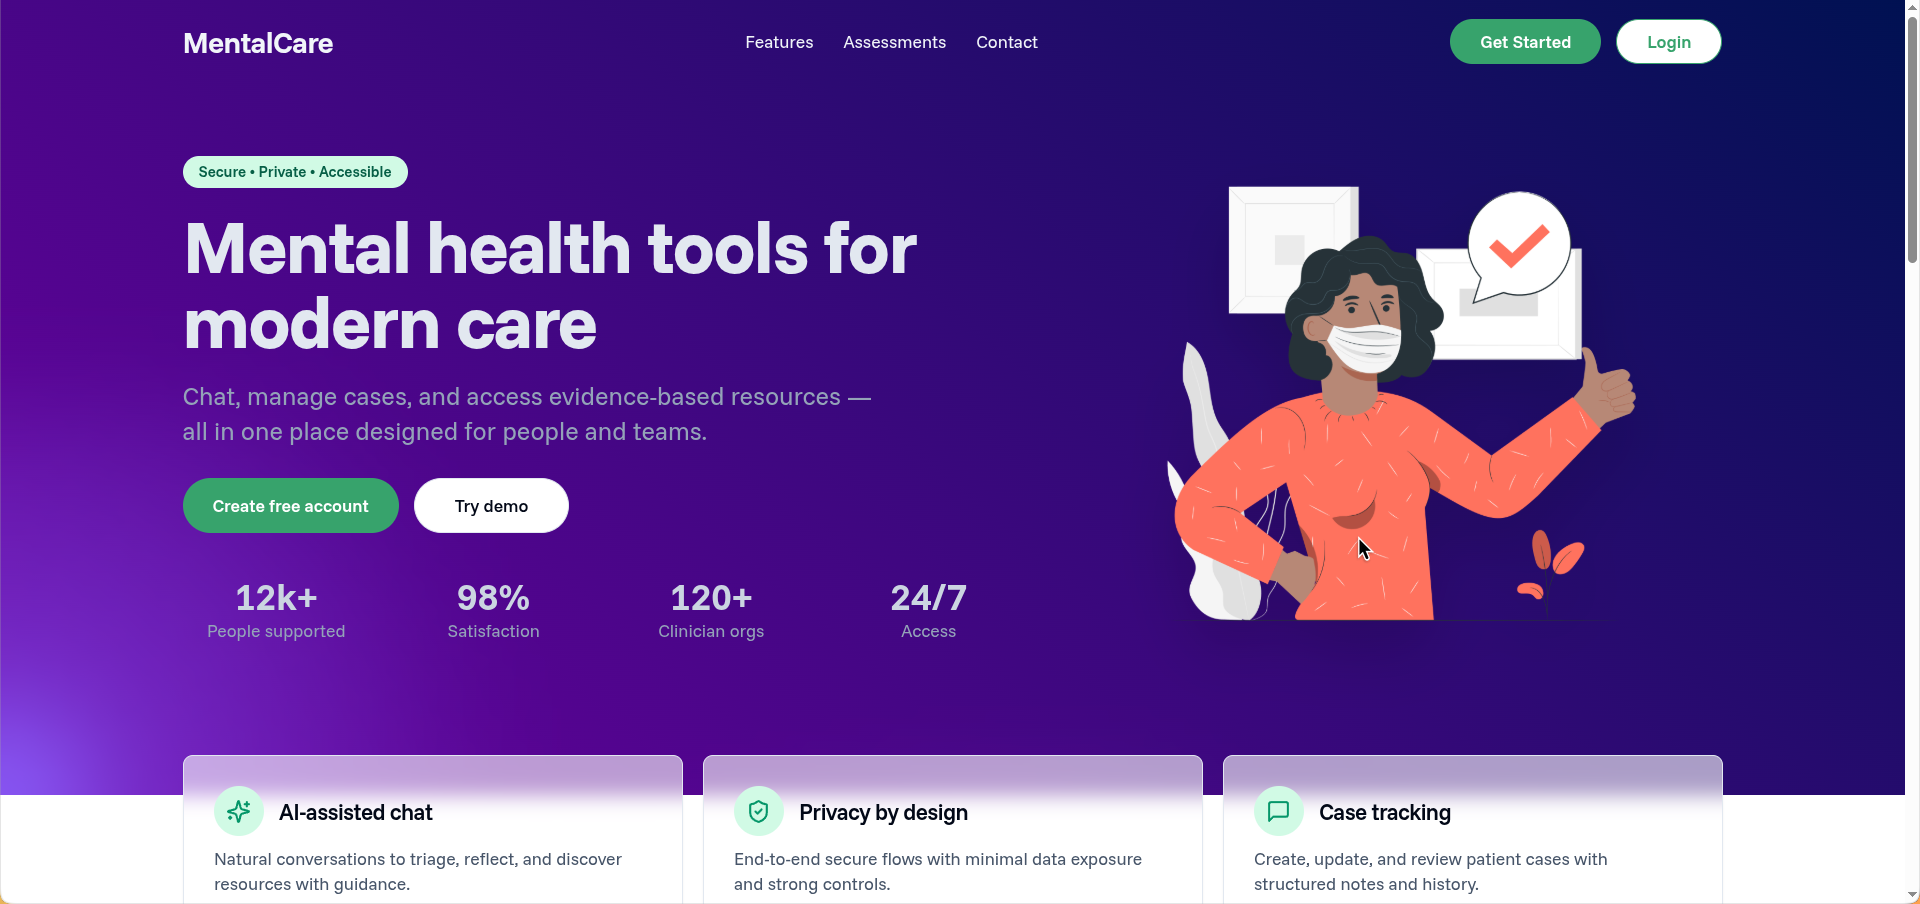 MentalCare
Features
Assessments
Contact
Get Started
Login
Secure • Private • Accessible
Mental health tools for
modern care
Chat, manage cases, and access evidence-based resources —
all in one place designed for people and teams.
Create free account
Try demo
12k+
People supported
98%
Satisfaction
120+
Clinician orgs
24/7
Access
AI-assisted chat
Natural conversations to triage, reflect, and discover
resources with guidance.
Privacy by design
End-to-end secure flows with minimal data exposure
and strong controls.
Case tracking
Create, update, and review patient cases with
structured notes and history.